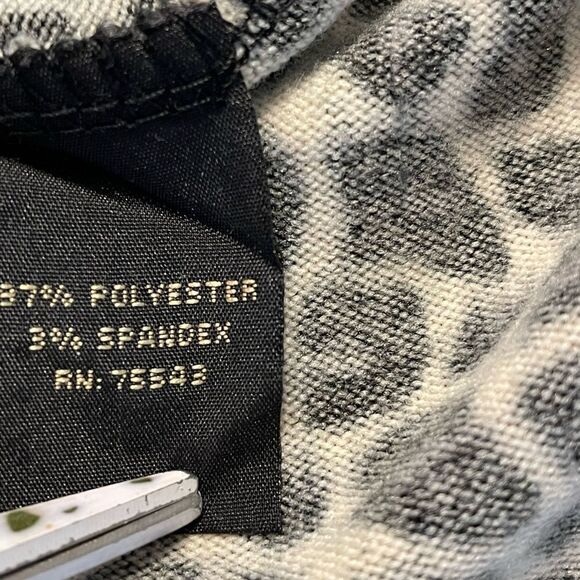 97% POLYESTER
3% SPANDEX
RN: 75543